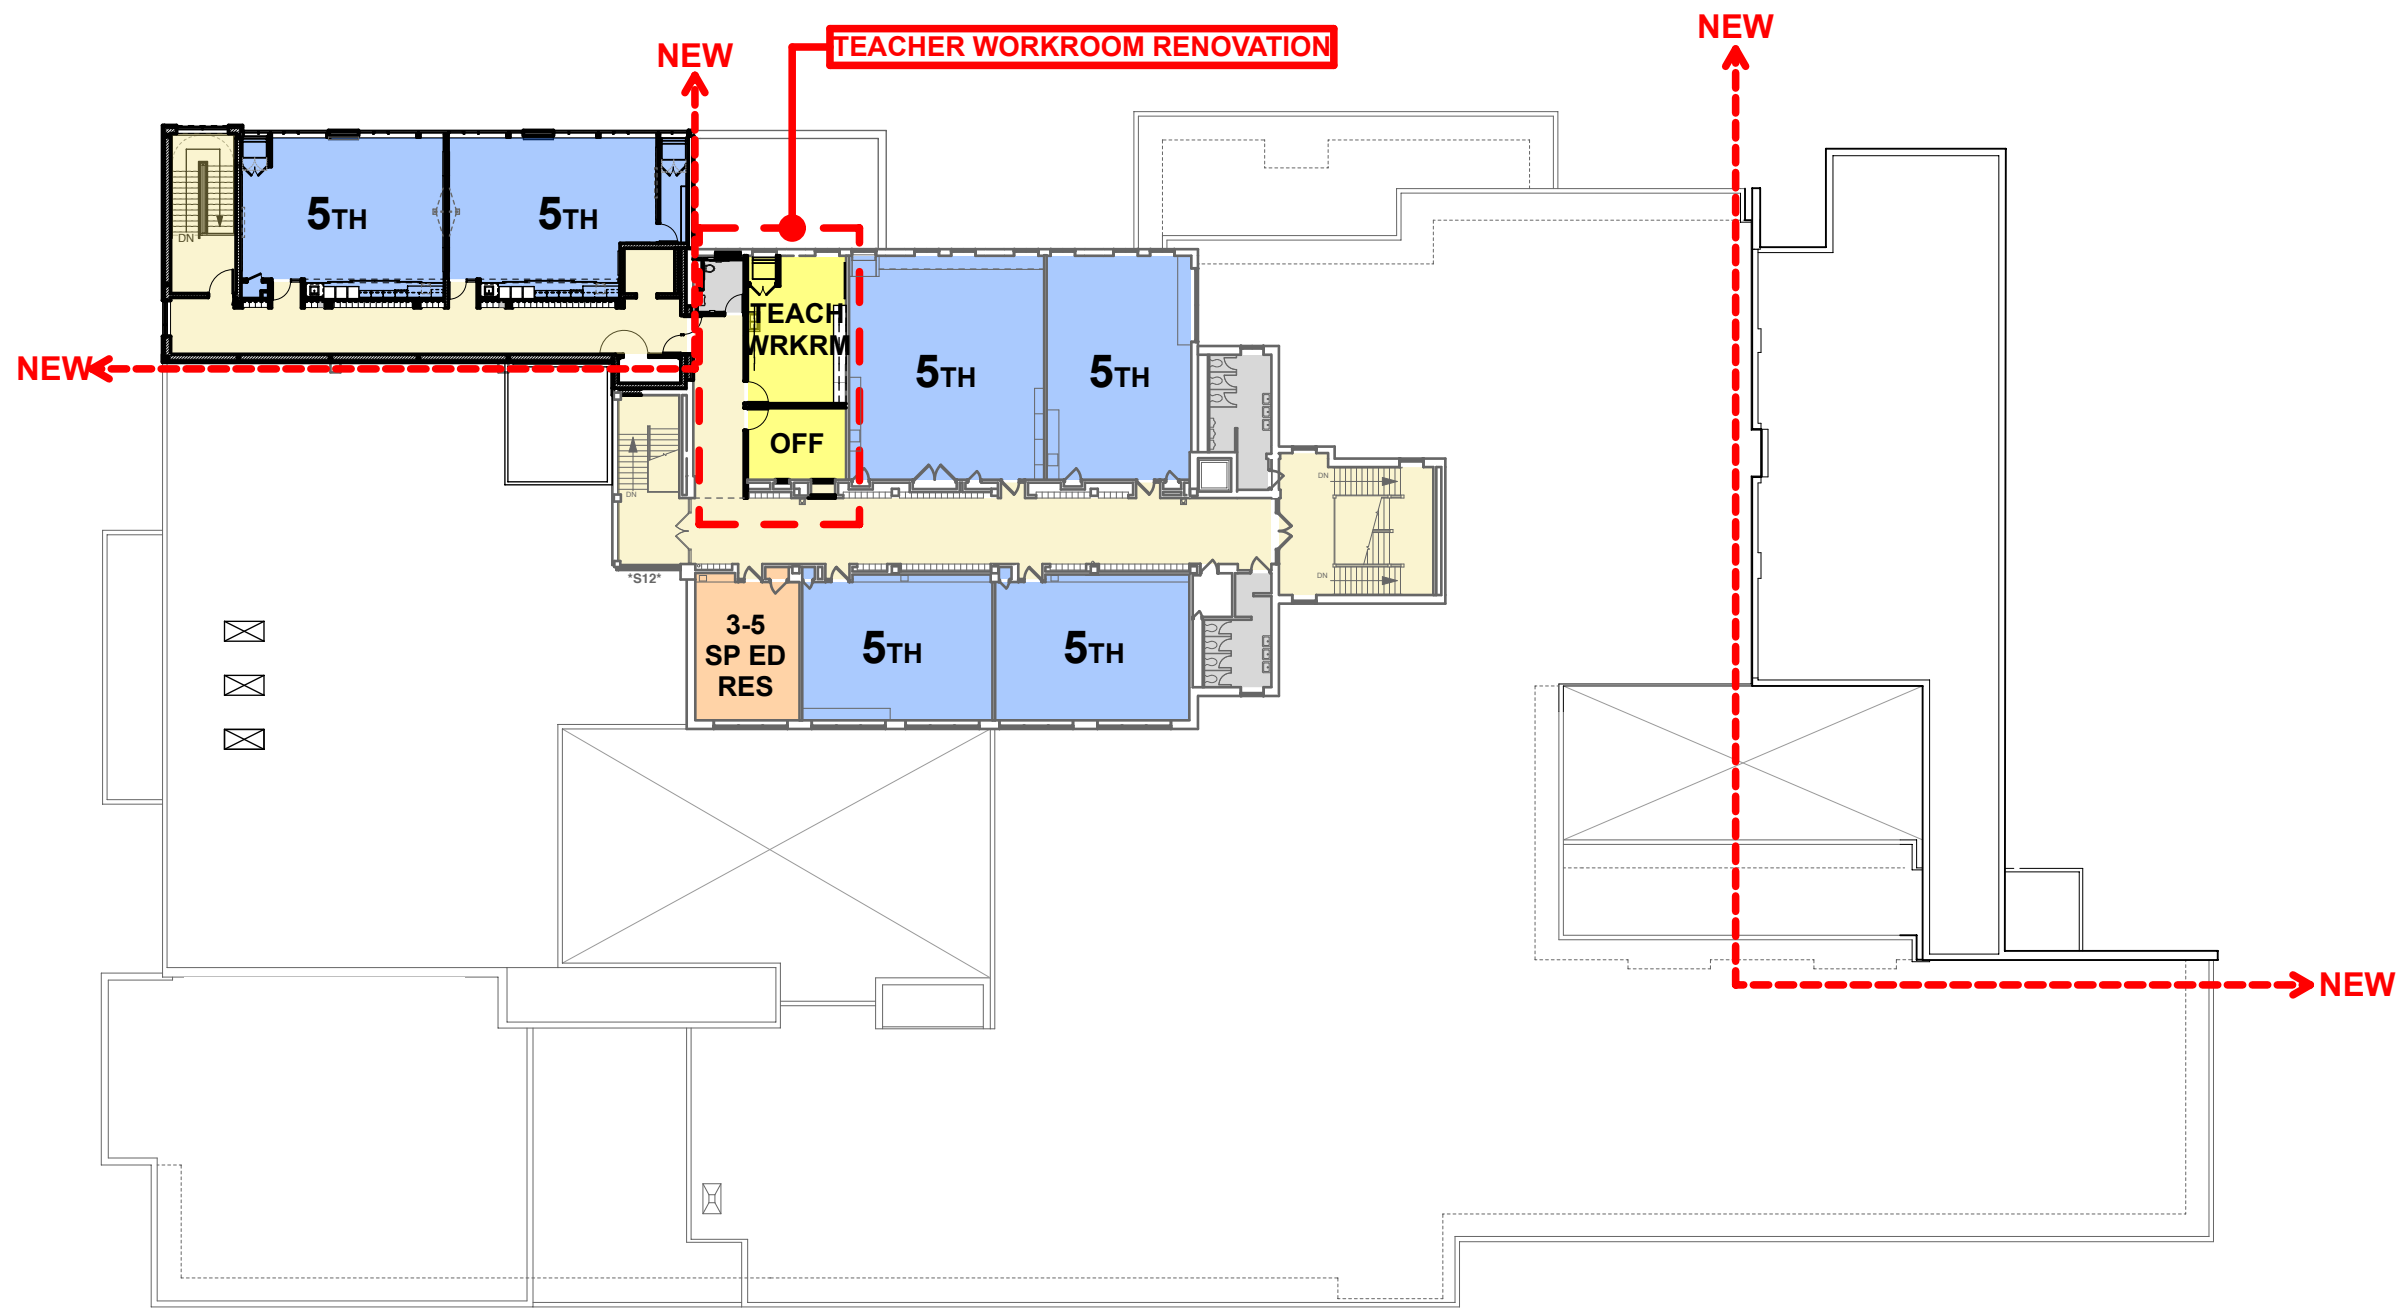 NEW
TEACHER WORKROOM RENOVATION
NEW
5TH
5TH
DN
TEACH
WRKRM
NEW
5TH
5TH
OFF
DN
DN
*S12*
DN
3-5
SP ED
RES
5TH
5TH
NEW